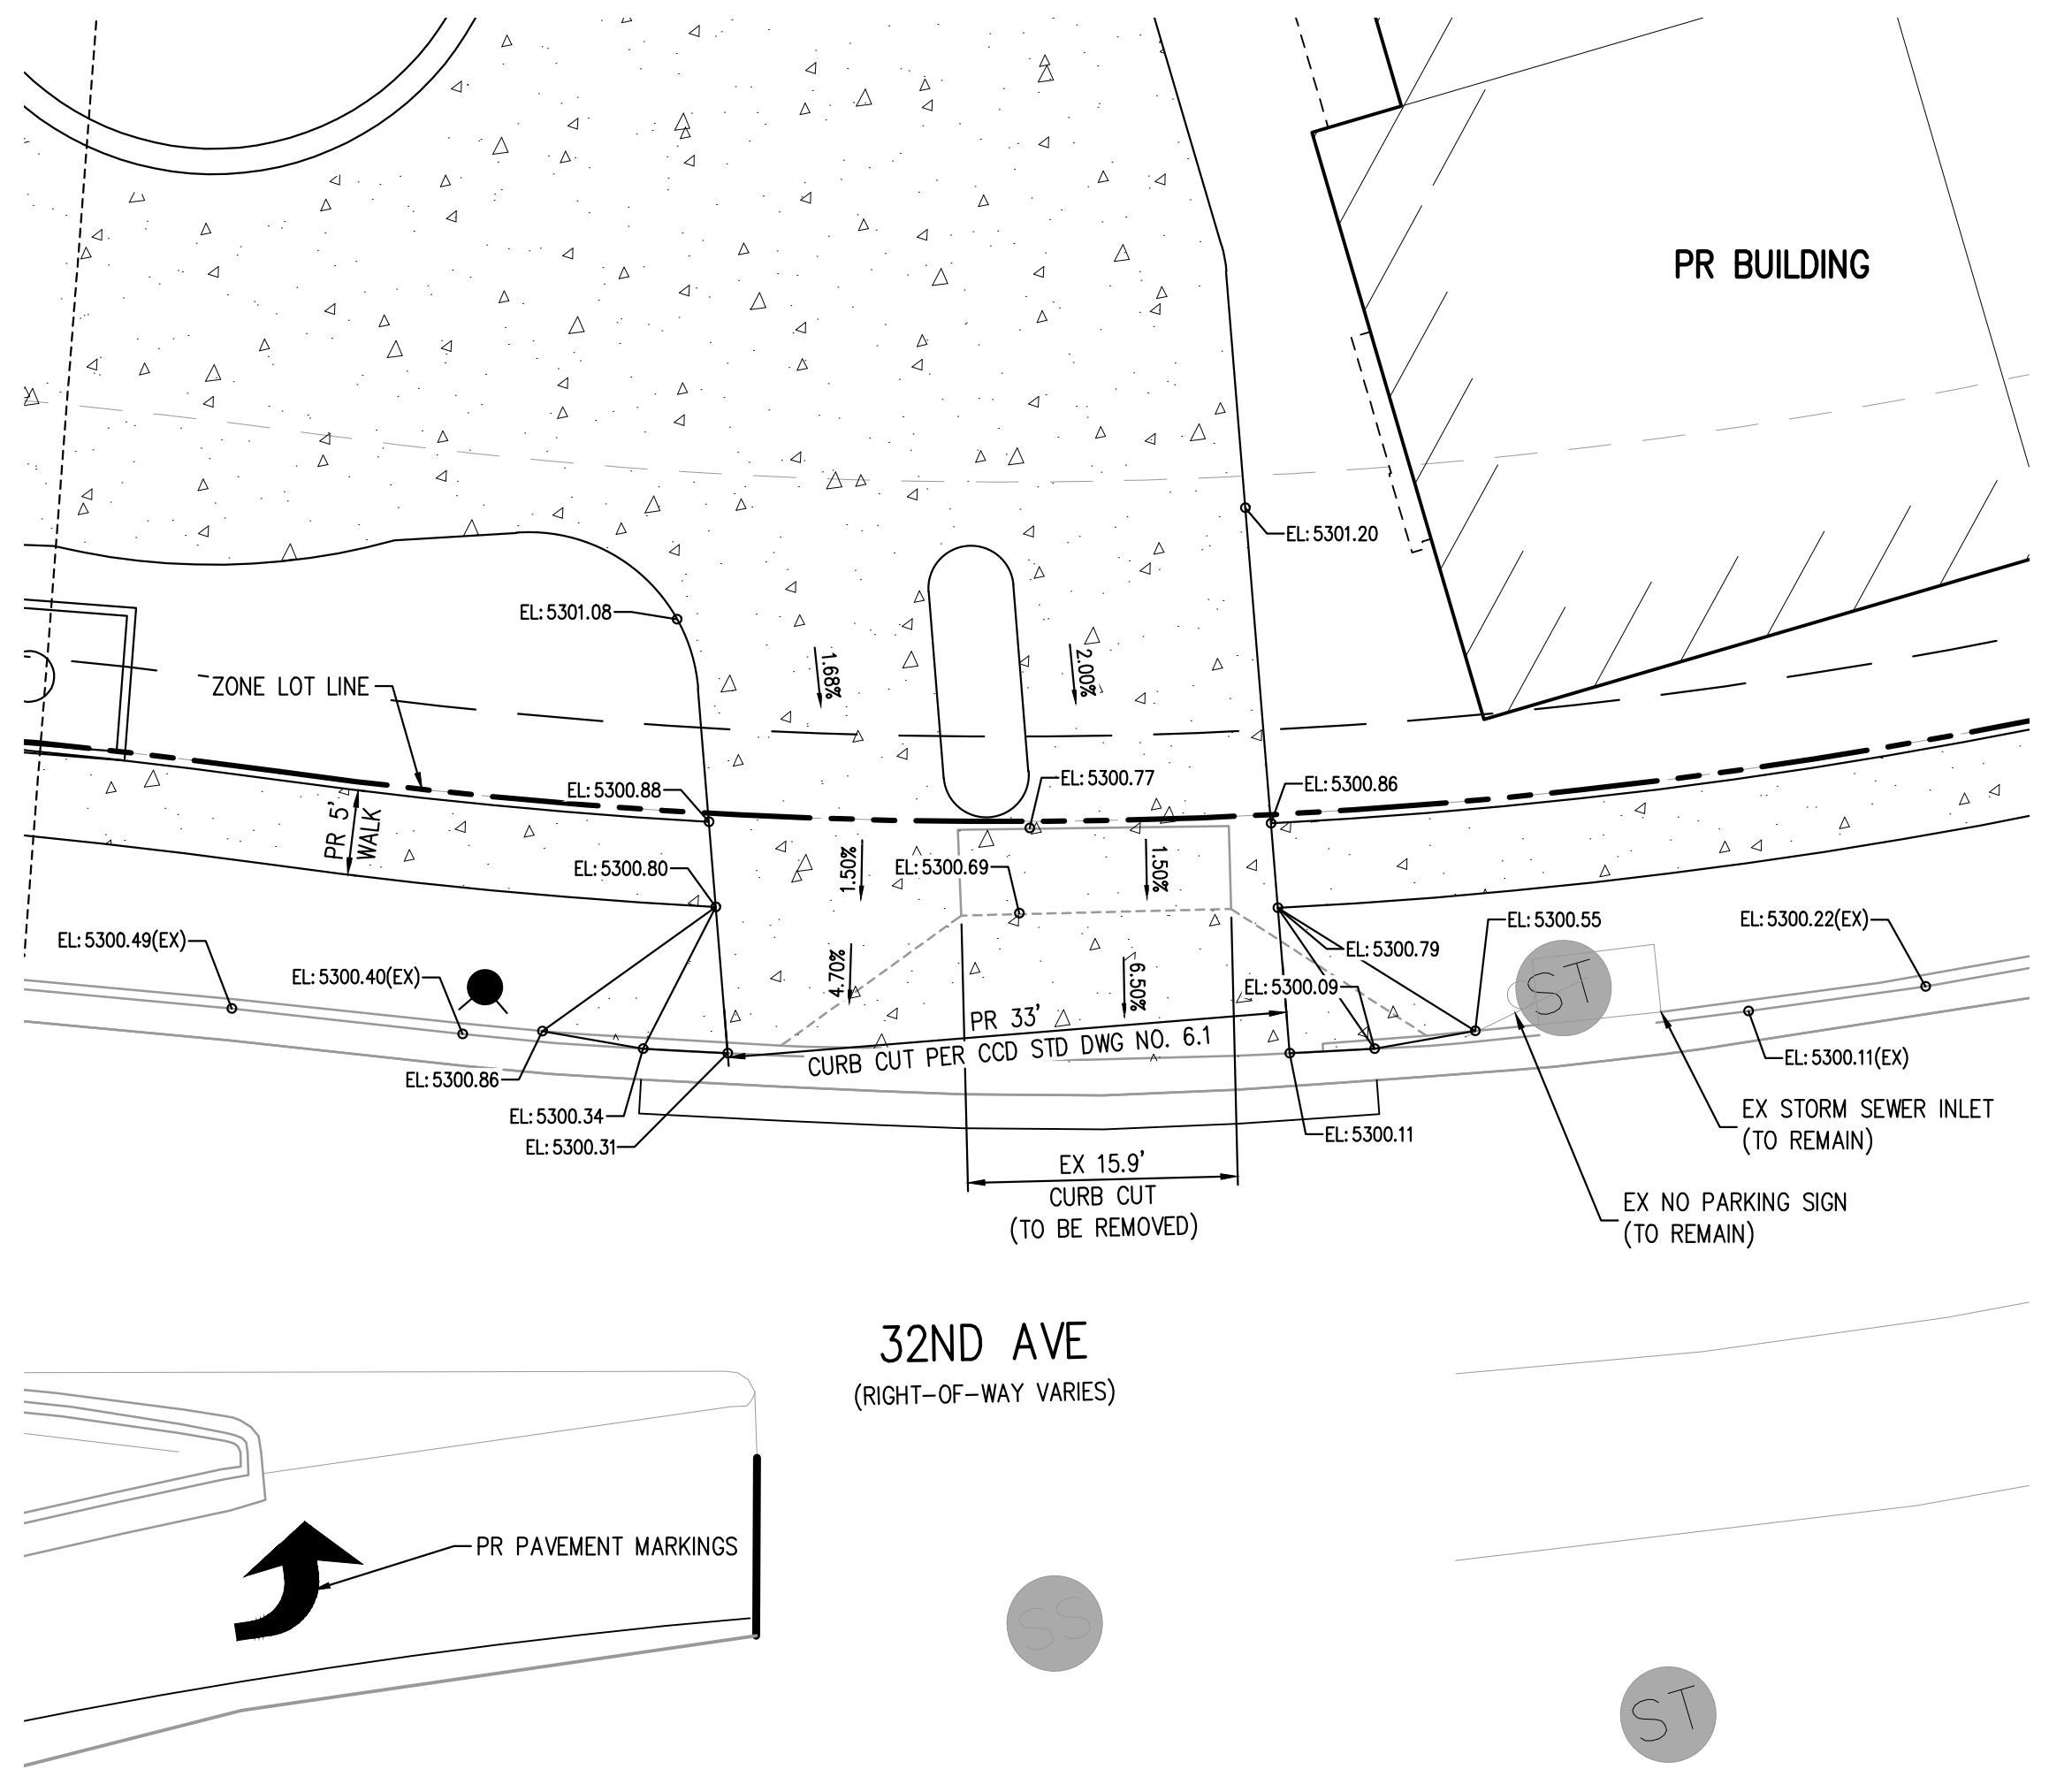 PR BUILDING
EL: 5301.20
EL: 5301.08
1.68%
2.00%
ZONE LOT LINE
EL: 5300.77
EL: 5300.88
EL: 5300.86
PR 5'
WALK
1.50%
1.50%
EL: 5300.80
EL: 5300.69
EL: 5300.55
EL: 5300.22(EX)
EL: 5300.49(EX)
EL: 5300.79
EL: 5300.40(EX)
4.70%
6.50%
EL: 5300.09
ST
PR 33'
CURB CUT PER CCD STD DWG NO. 6.1
EL: 5300.11(EX)
EL: 5300.86
EL: 5300.34
EL: 5300.31
EL: 5300.11
EX STORM SEWER INLET
(TO REMAIN)
EX 15.9'
CURB CUT
(TO BE REMOVED)
EX NO PARKING SIGN
(TO REMAIN)
32ND AVE
(RIGHT-OF-WAY VARIES)
PR PAVEMENT MARKINGS
SS
ST